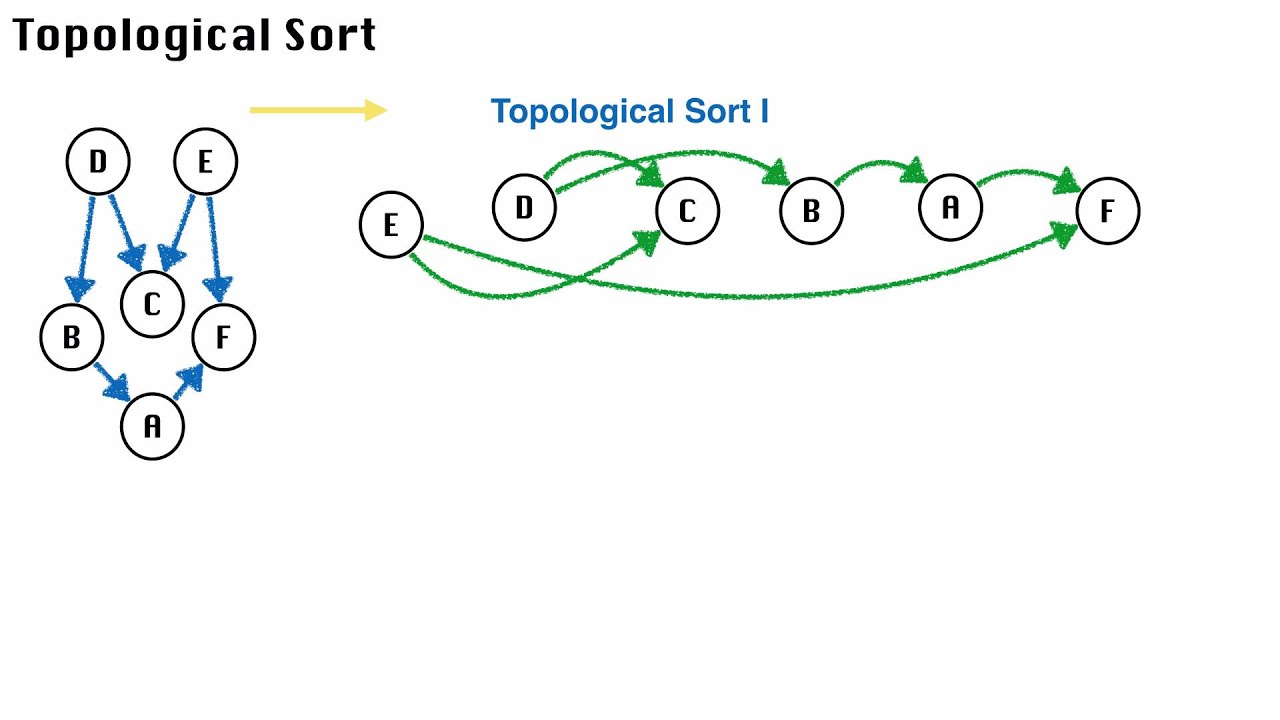 Topological Sort
Topological Sort I
D E
B C F
A
E D C B A F